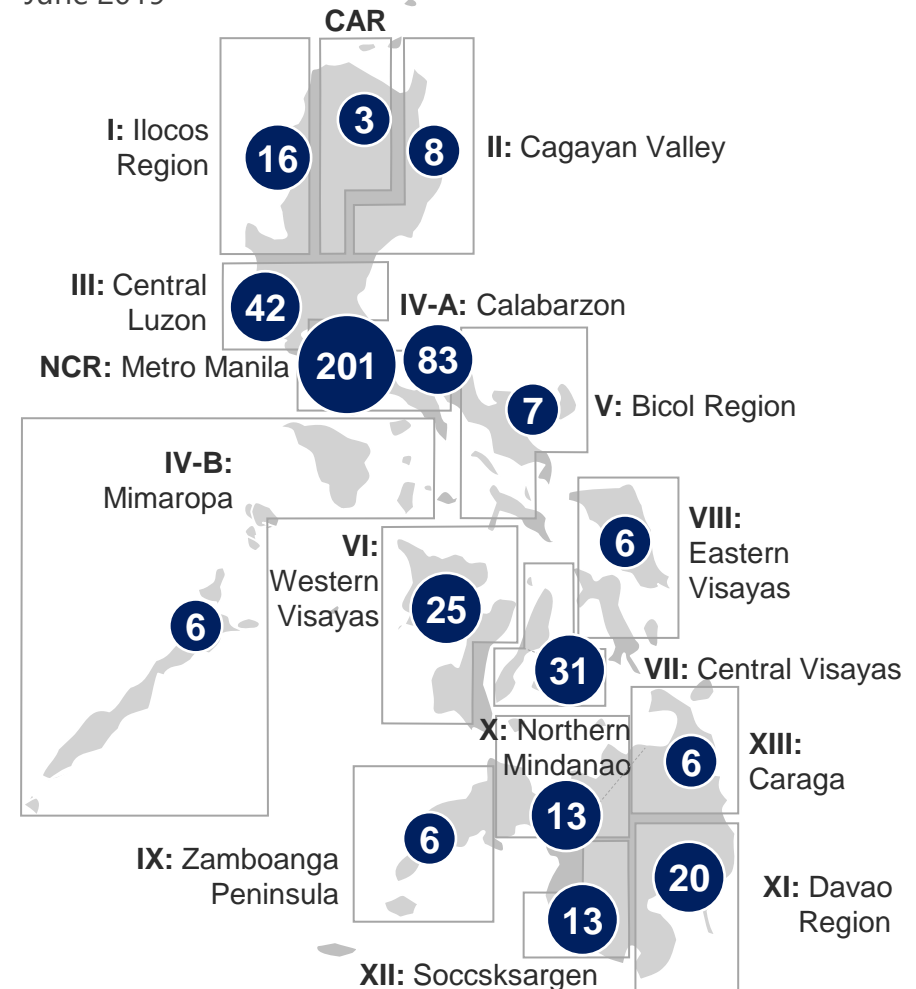 June 2019
CAR
3
I: Ilocos
Region
16
8
II: Cagayan Valley
III: Central
Luzon
42
IV-A: Calabarzon
NCR: Metro Manila
201
83
7
V: Bicol Region
IV-B:
Mimaropa
6
VI:
Western
Visayas
25
6
VIII:
Eastern
Visayas
31
VII: Central Visayas
X: Northern
Mindanao
13
6
XIII:
Caraga
IX: Zamboanga
Peninsula
6
20
XI: Davao
Region
13
XII: Soccsksargen